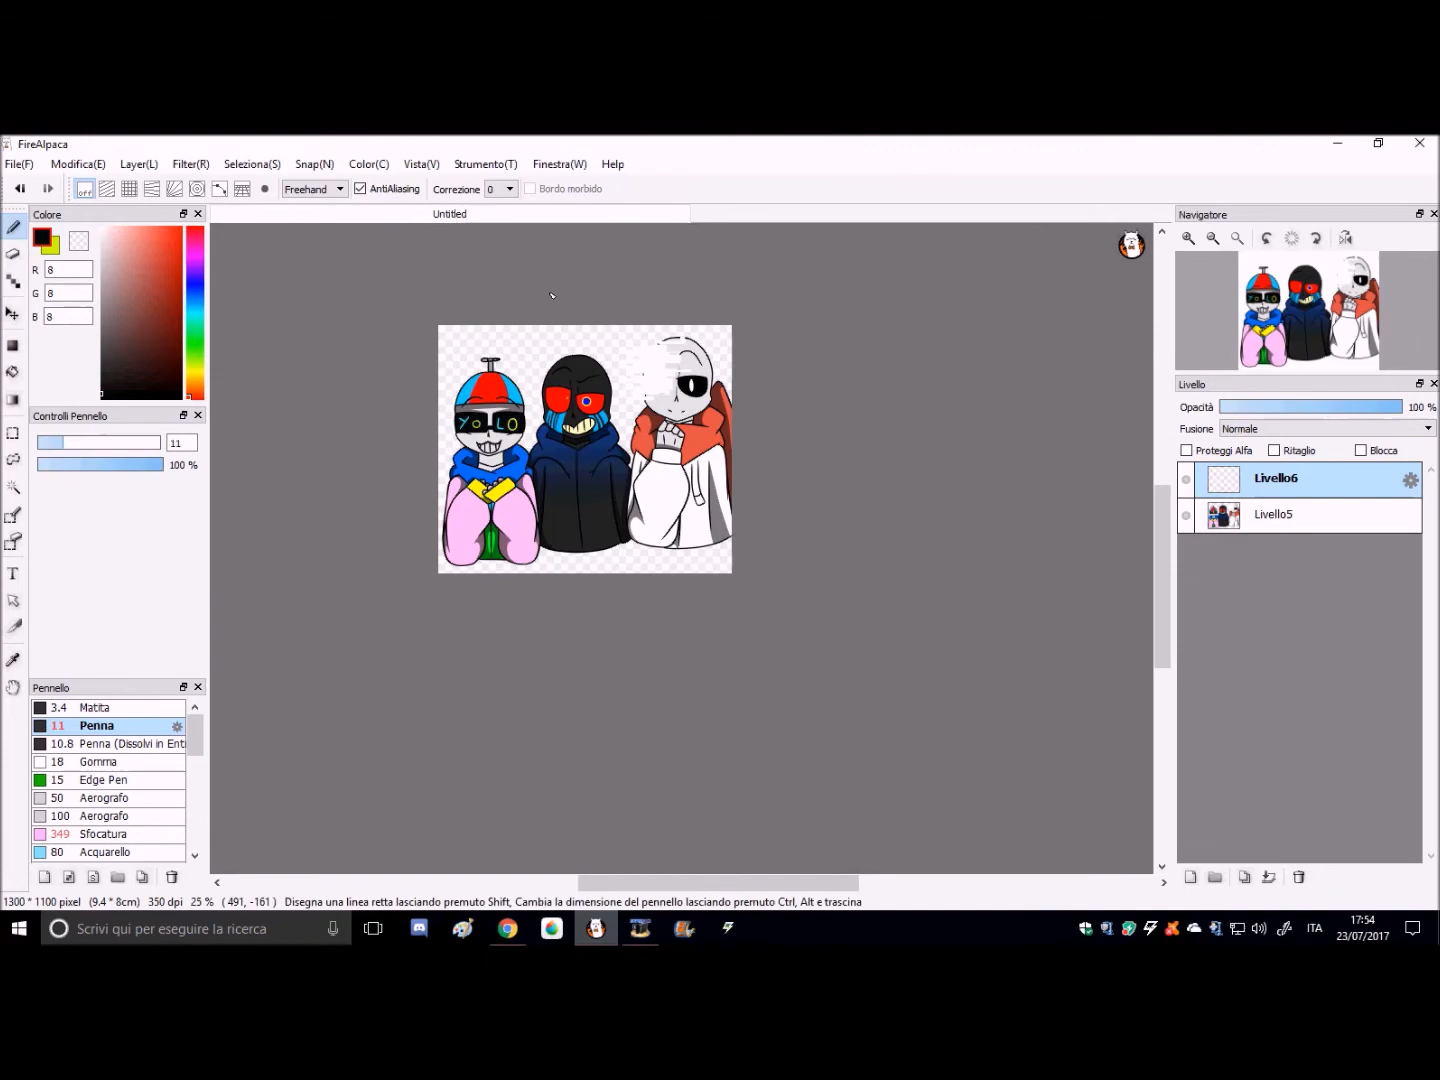 FireAlpaca
File(F) Modifica(E) Layer(L) Filter(R) Seleziona(S) Snap(N) Color(C) Vista(V) Strumento(T) Finestra(W) Help
off Freehand AntiAliasing Correzione 0 Bordo morbido
Colore
Untitled
Navigatore
R 8
G 8
B 8
YOLO
Livello
Opacità 100 %
Fusione Normale
Proteggi Alfa Ritaglio Blocca
Livello6
Livello5
Controlli Pennello
11
100 %
Pennello
3.4 Matita
11 Penna
10.8 Penna (Dissolvi in Ent
18 Gomma
15 Edge Pen
50 Aerografo
100 Aerografo
349 Sfocatura
80 Acquarello
1300 * 1100 pixel (9.4 * 8cm) 350 dpi 25 % ( 491, -161 ) Disegna una linea retta lasciando premuto Shift, Cambia la dimensione del pennello lasciando premuto Ctrl, Alt e trascina
Scrivi qui per eseguire la ricerca
ITA
17:54
23/07/2017